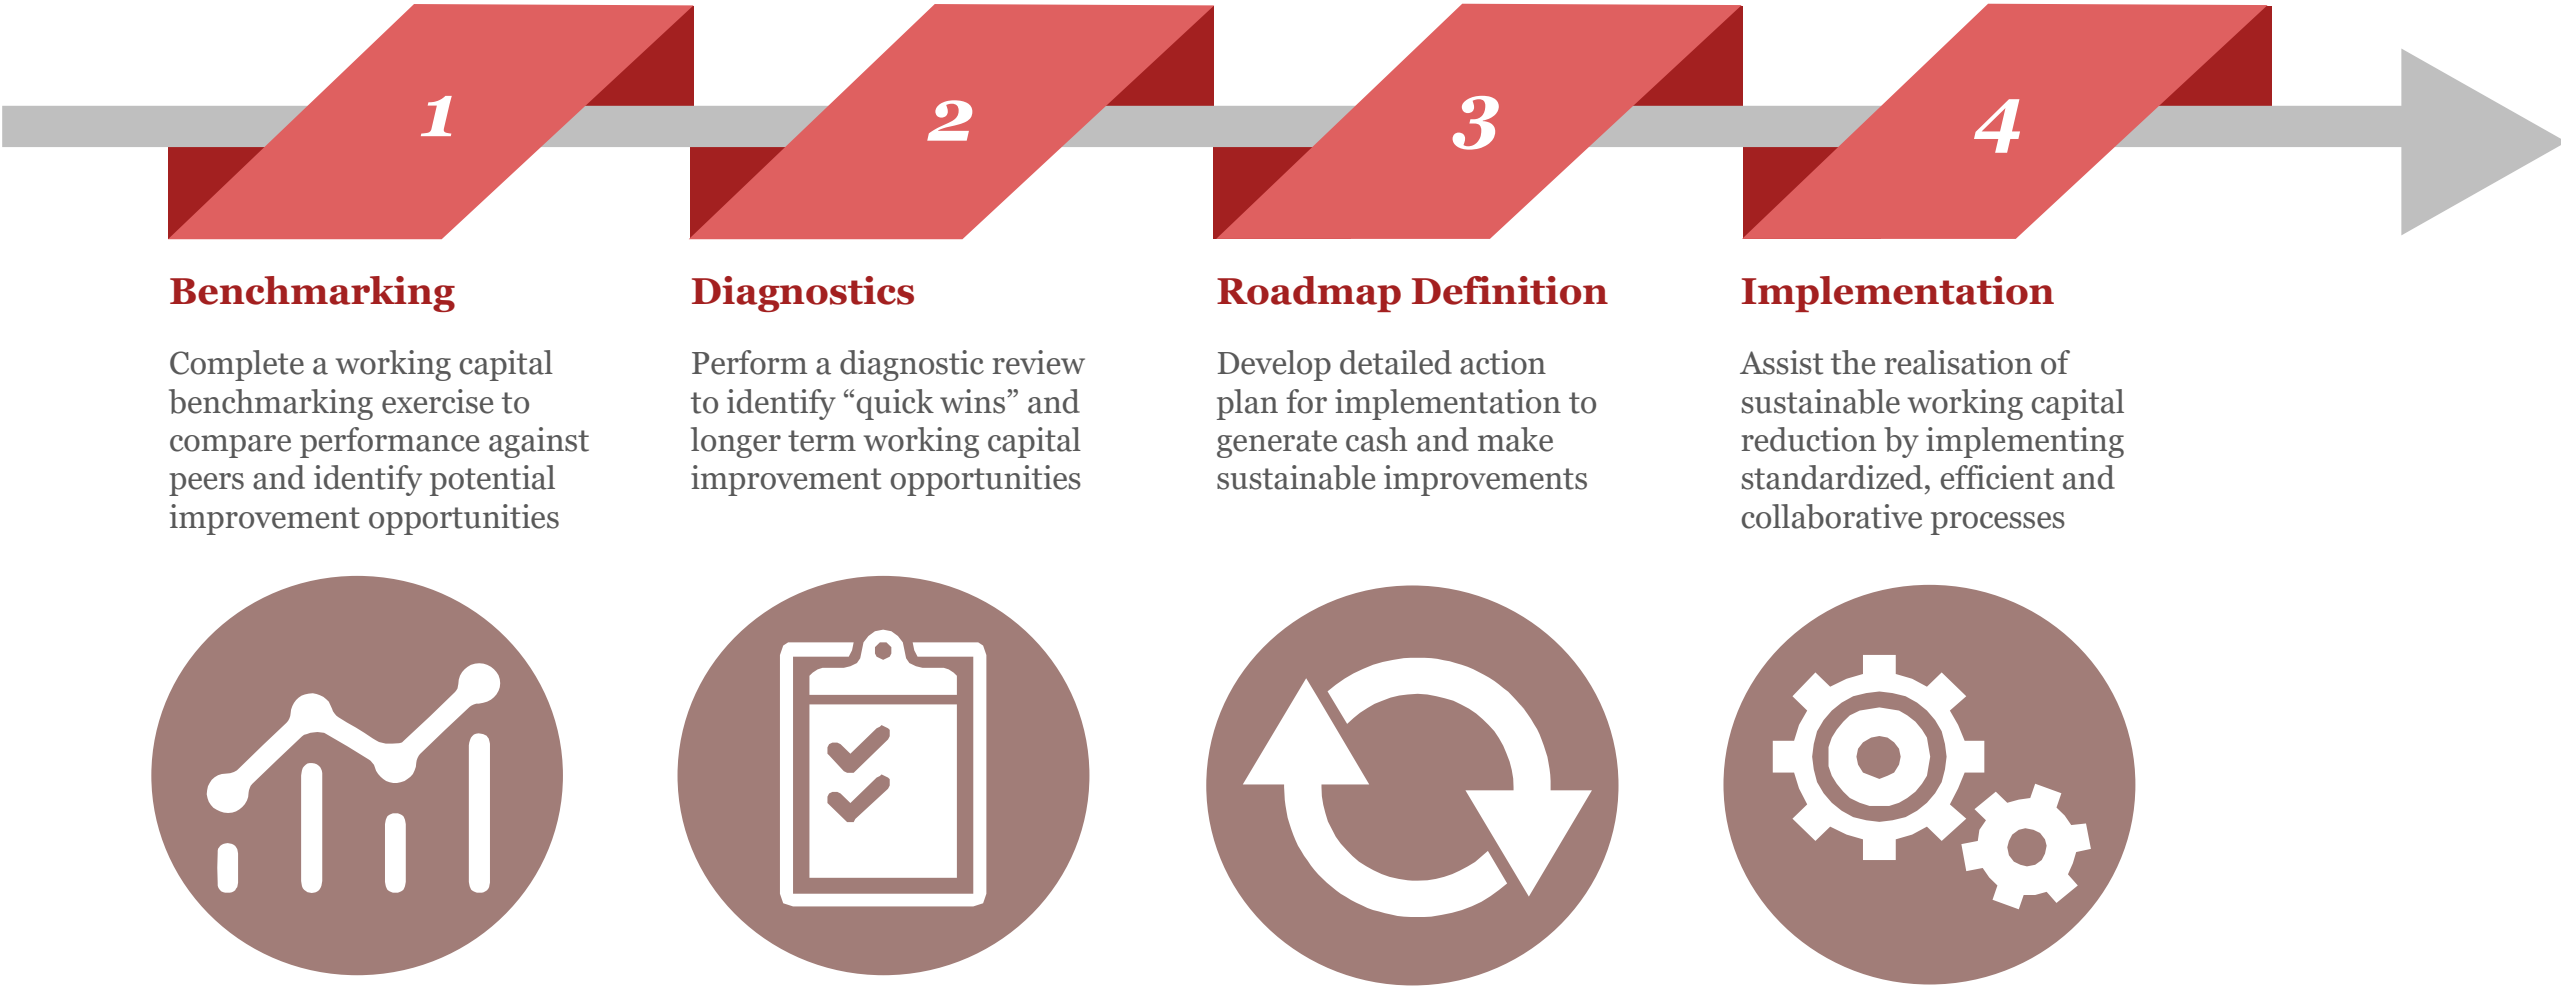 1
2
3
4
Benchmarking
Complete a working capital
benchmarking exercise to
compare performance against
peers and identify potential
improvement opportunities
Diagnostics
Perform a diagnostic review
to identify “quick wins” and
longer term working capital
improvement opportunities
Roadmap Definition
Develop detailed action
plan for implementation to
generate cash and make
sustainable improvements
Implementation
Assist the realisation of
sustainable working capital
reduction by implementing
standardized, efficient and
collaborative processes